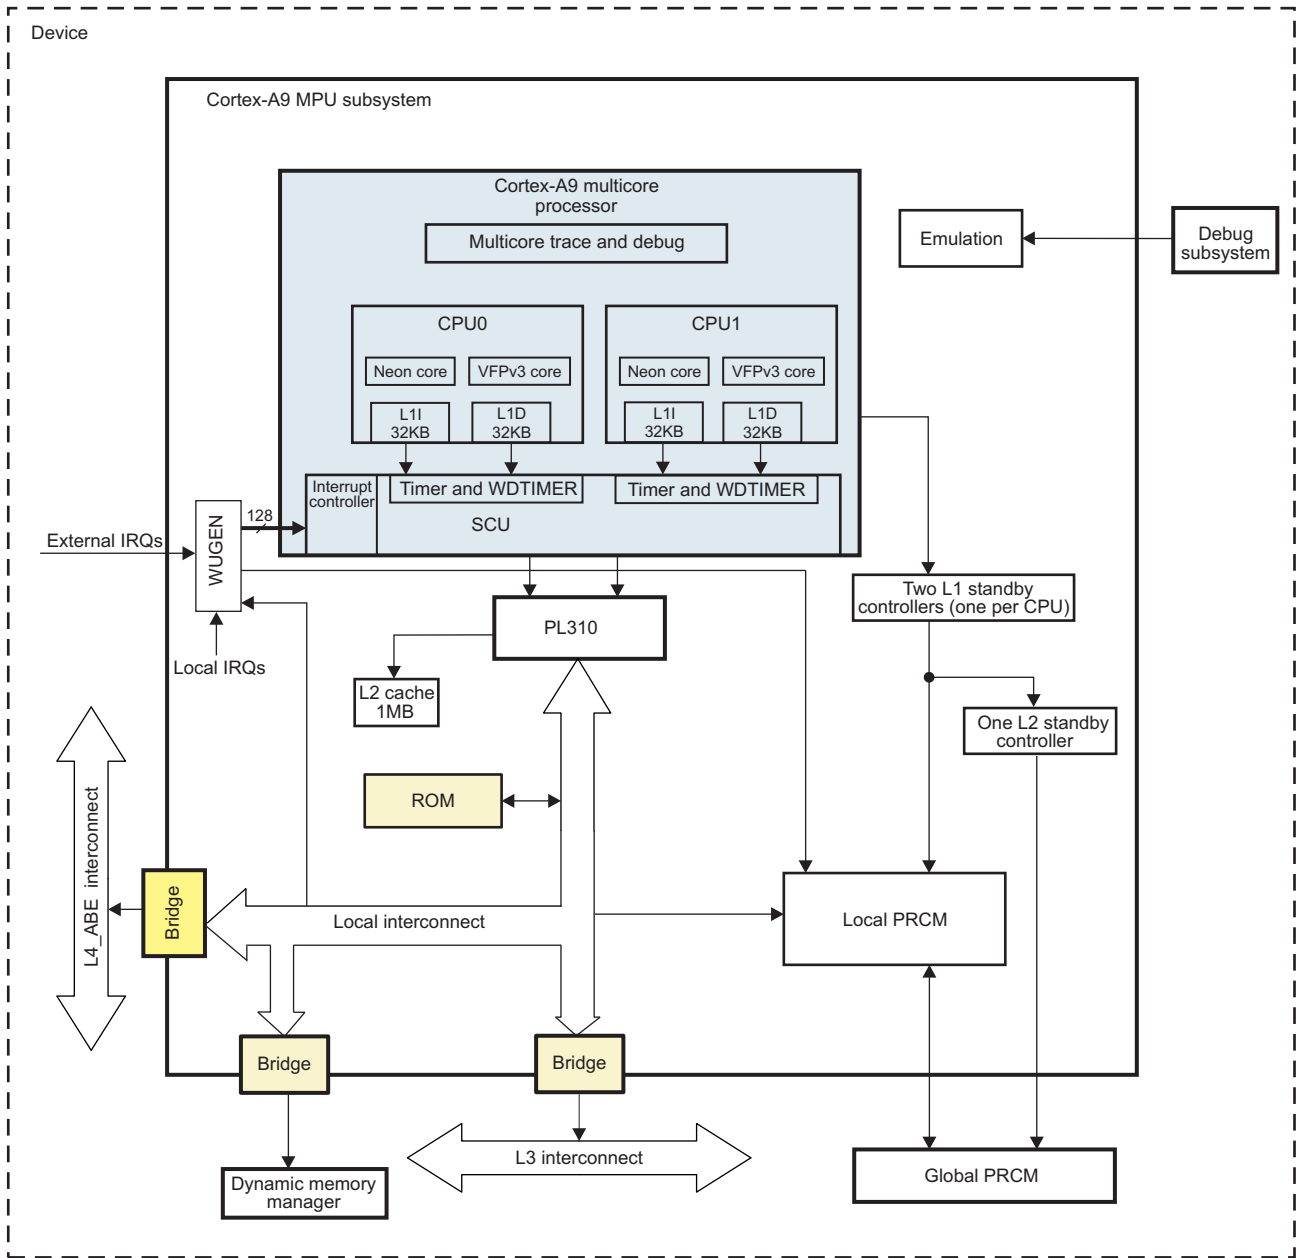 Device
Cortex-A9 MPU subsystem
Cortex-A9 multicore
processor
Multicore trace and debug
Emulation
Debug
subsystem
CPU0
CPU1
Neon core
VFPv3 core
Neon core
VFPv3 core
L1I
32KB
L1D
32KB
L1I
32KB
L1D
32KB
Interrupt
controller
Timer and WDTIMER
Timer and WDTIMER
SCU
128
External IRQs
WUGEN
Local IRQs
Two L1 standby
controllers (one per CPU)
PL310
L2 cache
1MB
One L2 standby
controller
ROM
L4_ABE interconnect
Bridge
Local interconnect
Local PRCM
Bridge
Bridge
L3 interconnect
Dynamic memory
manager
Global PRCM